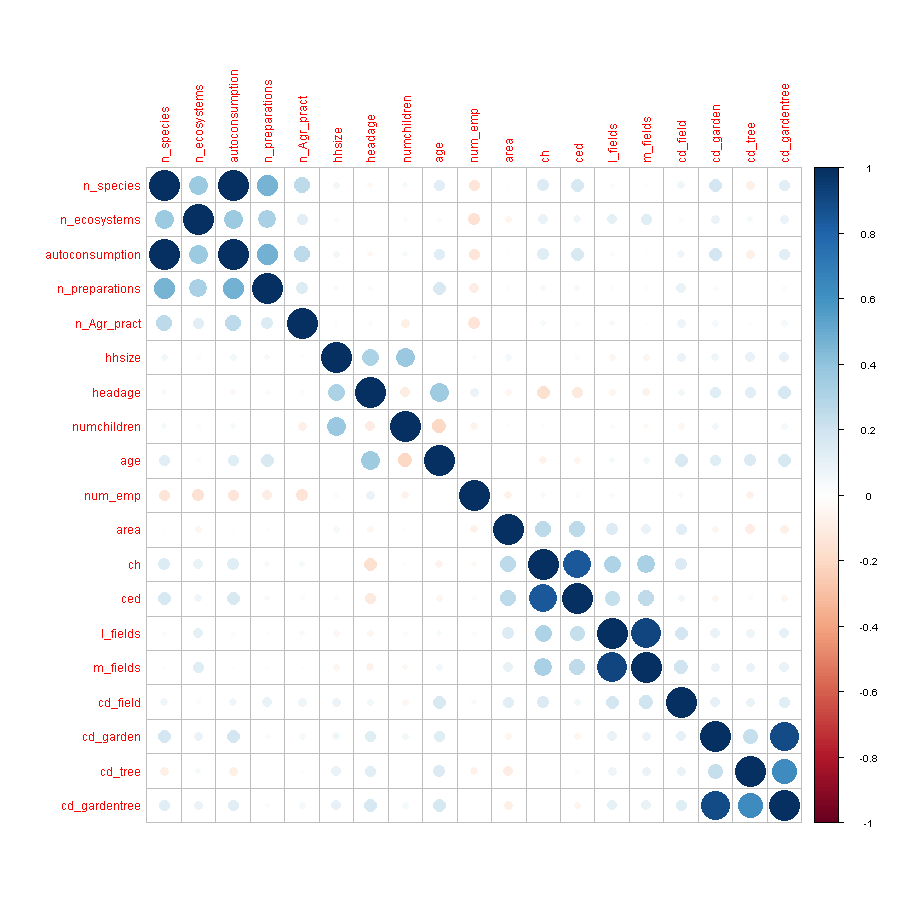 n_species
n_ecosystems
autoconsumption
n_preparations
n_Agr_pract
hhsize
headage
numchildren
age
num_emp
area
ch
ced
l_fields
m_fields
cd_field
cd_garden
cd_tree
cd_gardentree
n_species
n_ecosystems
autoconsumption
n_preparations
n_Agr_pract
hhsize
headage
numchildren
age
num_emp
area
ch
ced
l_fields
m_fields
cd_field
cd_garden
cd_tree
cd_gardentree
1
0.8
0.6
0.4
0.2
0
-0.2
-0.4
-0.6
-0.8
-1